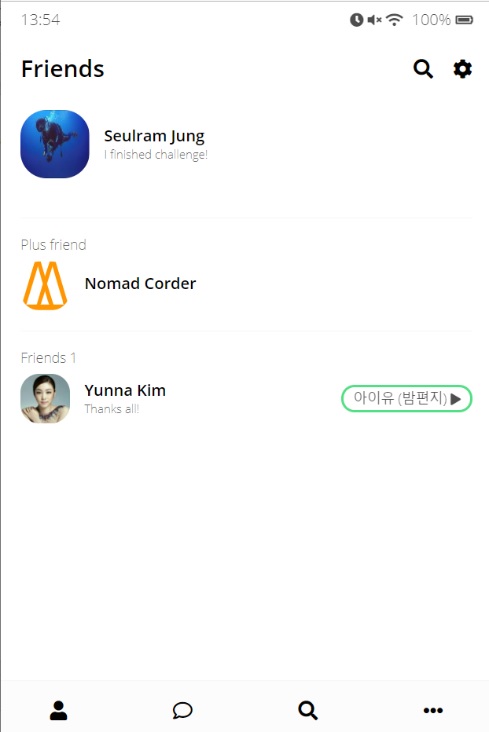 13:54 100%
Friends
Seulram Jung
I finished challenge!
Plus friend
Nomad Corder
Friends 1
Yunna Kim
Thanks all!
아이유 (밤편지)